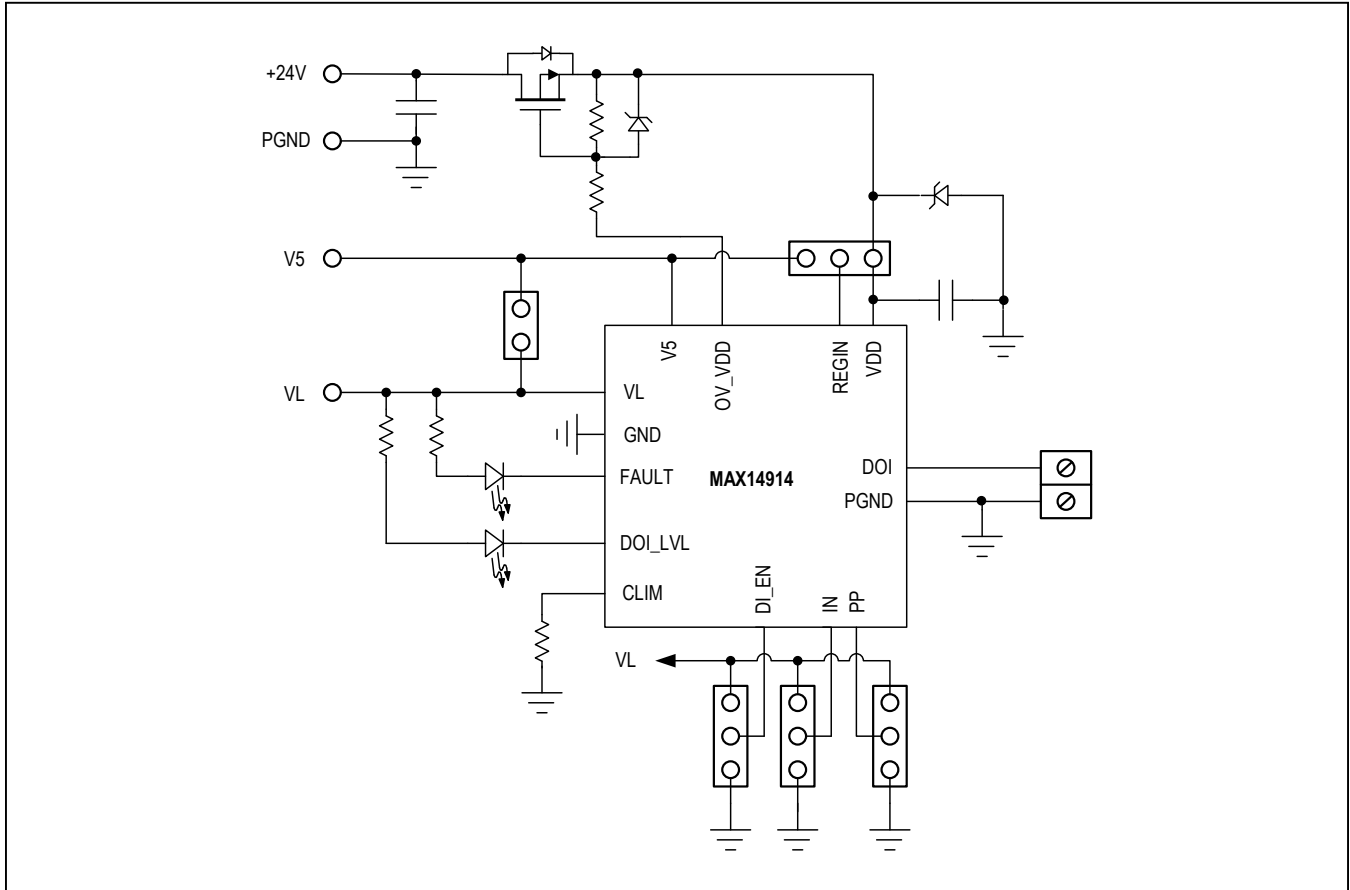 +24V
PGND
V5
VL
V5
OV_VDD
REGIN
VDD
VL
GND
FAULT
MAX14914
DOI
PGND
DOI_LVL
CLIM
DI_EN
IN
PP
VL